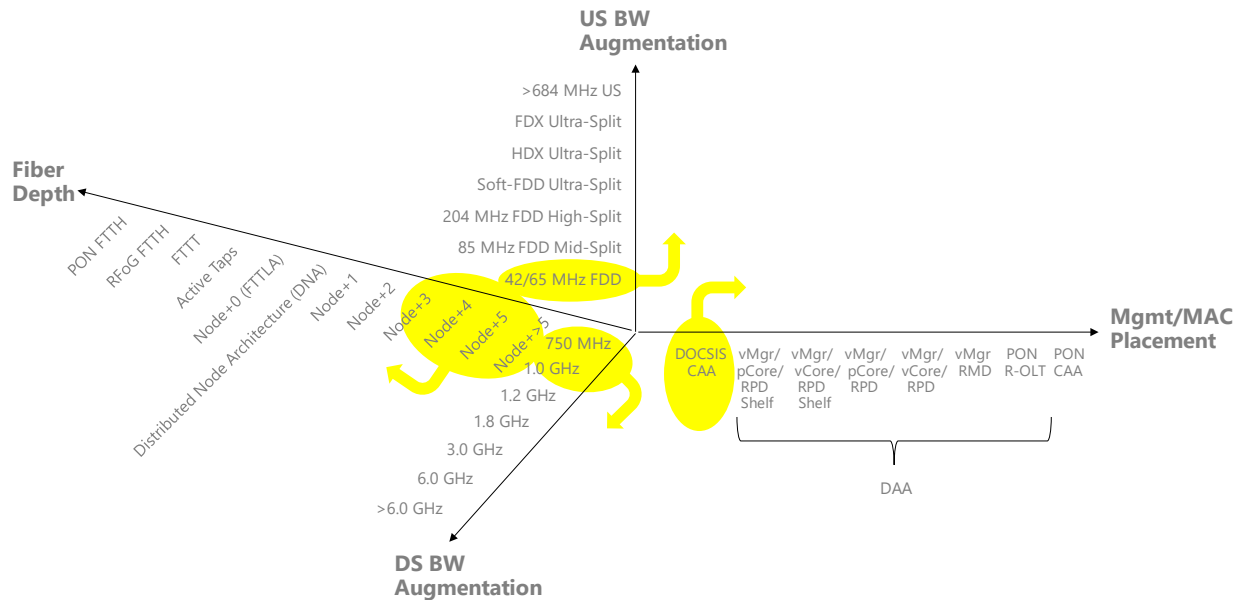 US BW
Augmentation
>684 MHz US
FDX Ultra-Split
HDX Ultra-Split
Soft-FDD Ultra-Split
204 MHz FDD High-Split
85 MHz FDD Mid-Split
42/65 MHz FDD
Fiber
Depth
PON FTTH
RFoG FTTH
FTTT
Active Taps
Node+0 (FTTLA)
Distributed Node Architecture (DNA)
Node+1
Node+2
Node+3
Node+4
Node+5
Node+>5
750 MHz
1.0 GHz
1.2 GHz
1.8 GHz
3.0 GHz
6.0 GHz
>6.0 GHz
DS BW
Augmentation
Mgmt/MAC
Placement
DOCSIS
CAA
vMgr/
pCore/
RPD
Shelf
vMgr/
vCore/
RPD
Shelf
vMgr/
pCore/
RPD
vMgr/
vCore/
RPD
vMgr
RMD
PON
R-OLT
PON
CAA
DAA